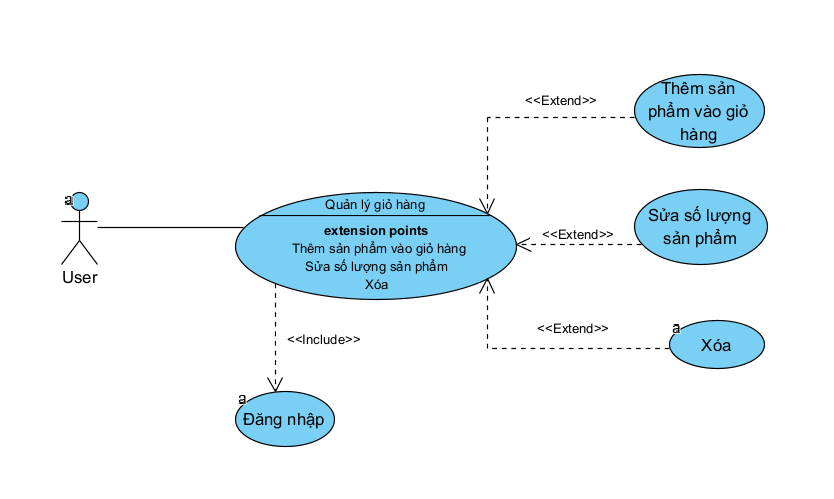 Thêm sản
phẩm vào giỏ
hàng
<<Extend>>
a
User
Quản lý giỏ hàng
extension points
Thêm sản phẩm vào giỏ hàng
Sửa số lượng sản phẩm
Xóa
Sửa số lượng
sản phẩm
<<Extend>>
<<Extend>>
a
Xóa
<<Include>>
a
Đăng nhập